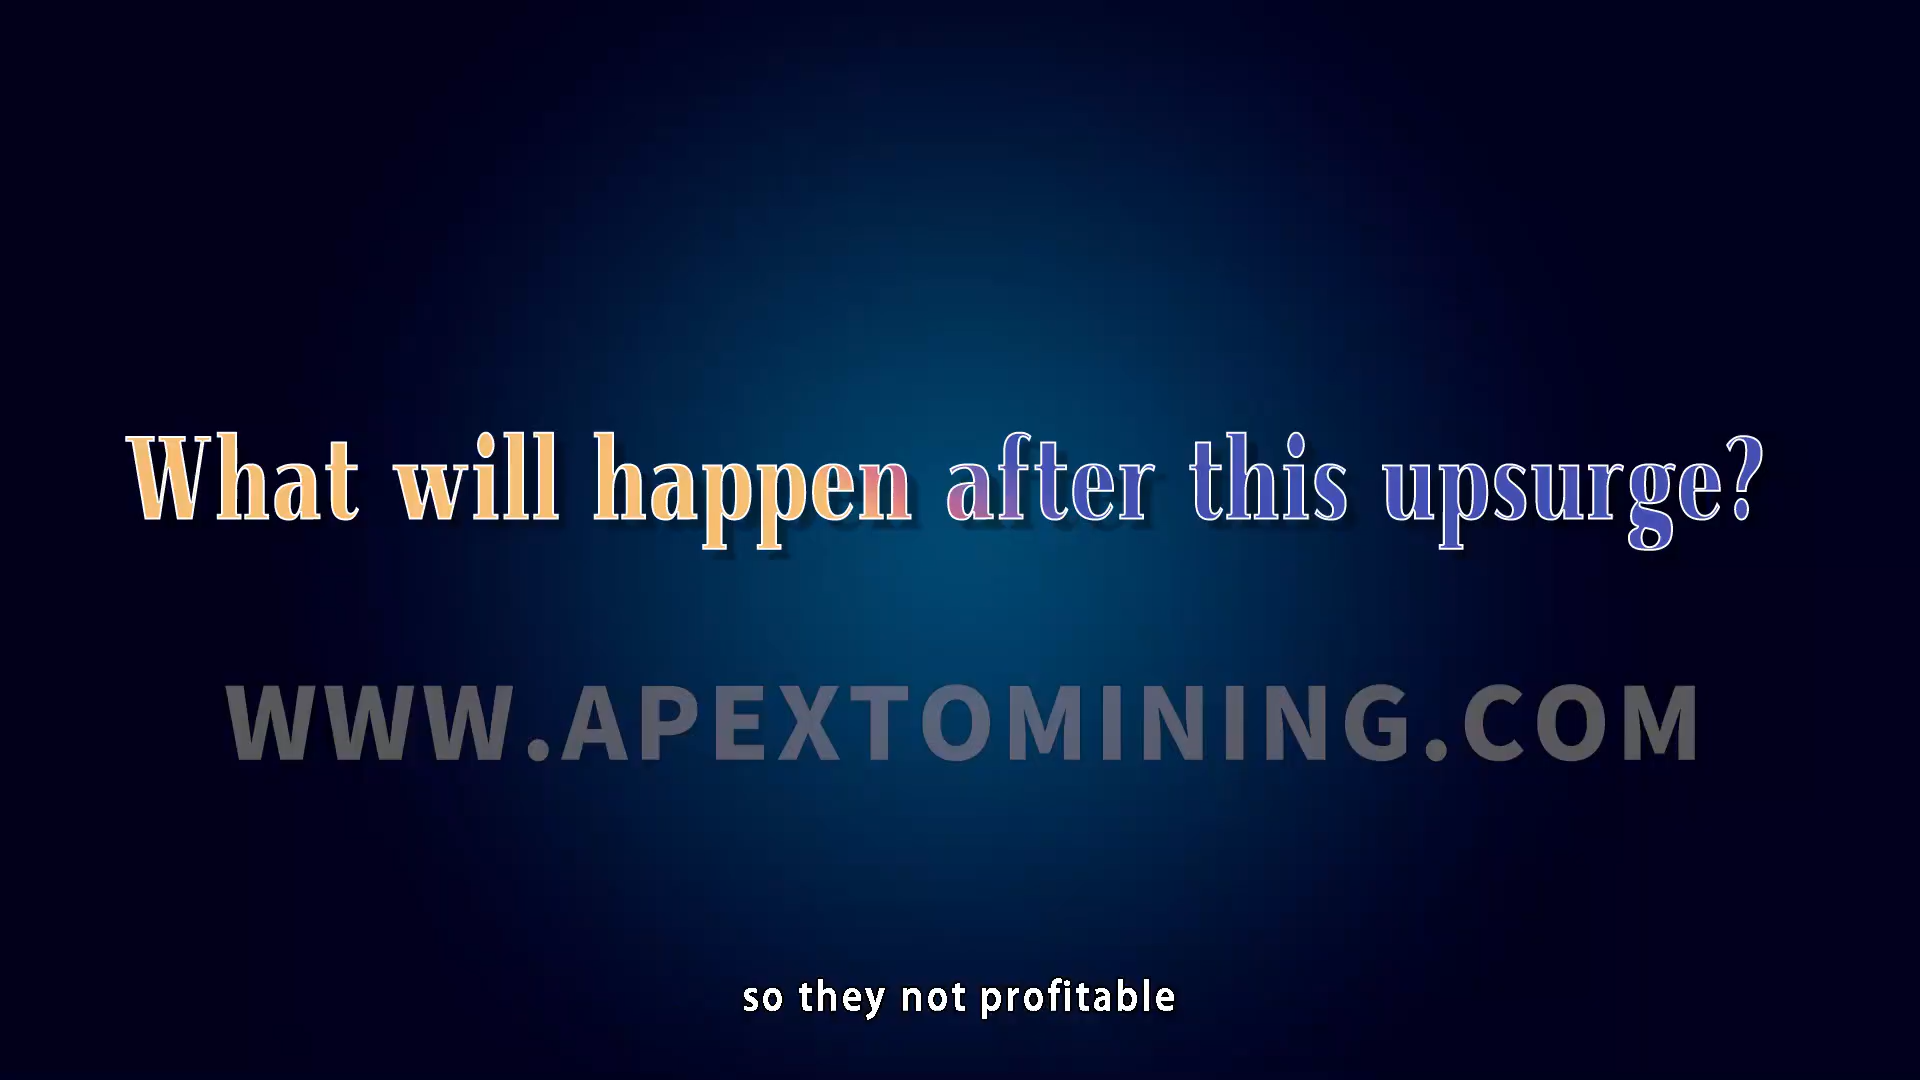 What will happen after this upsurge?
WWW.APEXTOMINING.COM
so they not profitable